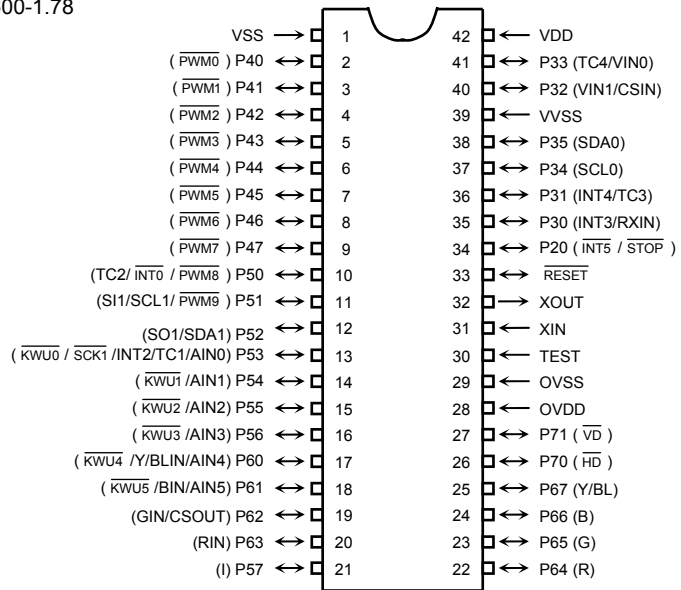 600-1.78
VSS 1 42 VDD
( PWM0 ) P40 2 41 P33 (TC4/VIN0)
( PWM1 ) P41 3 40 P32 (VIN1/CSIN)
( PWM2 ) P42 4 39 VVSS
( PWM3 ) P43 5 38 P35 (SDA0)
( PWM4 ) P44 6 37 P34 (SCL0)
( PWM5 ) P45 7 36 P31 (INT4/TC3)
( PWM6 ) P46 8 35 P30 (INT3/RXIN)
( PWM7 ) P47 9 34 P20 ( INT5 / STOP )
(TC2/ INT0 / PWM8 ) P50 10 33 RESET
(SI1/SCL1/ PWM9 ) P51 11 32 XOUT
(SO1/SDA1) P52 12 31 XIN
( KWU0 / SCK1 /INT2/TC1/AIN0) P53 13 30 TEST
( KWU1 /AIN1) P54 14 29 OVSS
( KWU2 /AIN2) P55 15 28 OVDD
( KWU3 /AIN3) P56 16 27 P71 ( VD )
( KWU4 /Y/BLIN/AIN4) P60 17 26 P70 ( HD )
( KWU5 /BIN/AIN5) P61 18 25 P67 (Y/BL)
(GIN/CSOUT) P62 19 24 P66 (B)
(RIN) P63 20 23 P65 (G)
(I) P57 21 22 P64 (R)